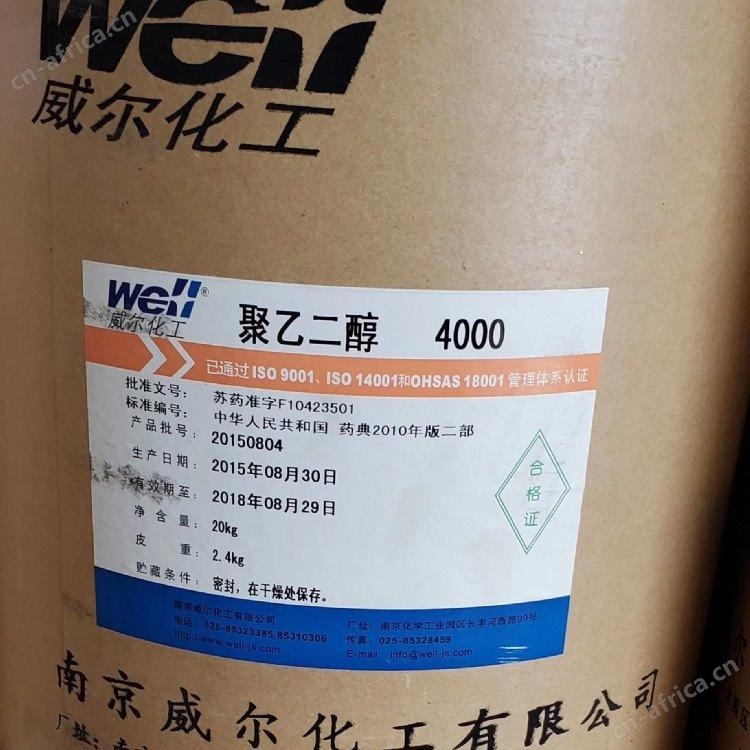 well
威尔化工
well®
威尔化工
聚乙二醇 4000
已通过ISO 9001、ISO 14001和OHSAS 18001管理体系认证
批准文号: 苏药准字F10423501
标准编号: 中华人民共和国 药典2010年版二部
产品批号: 20150804
生产日期: 2015年08月30日
有效期至: 2018年08月29日
净含量: 20kg
皮重: 2.4kg
贮藏条件: 密封,在干燥处保存。
合格证
南京威尔化工有限公司
电话: 025-85323385,85310306
http://www.well-js.com
厂址: 南京化学工业园区长丰河西路99号
传真: 025-85328459
E-mail: info@well-js.com
南京威尔化工有限公司
厂址:南京
cn-africa.cn
cn-africa.cn